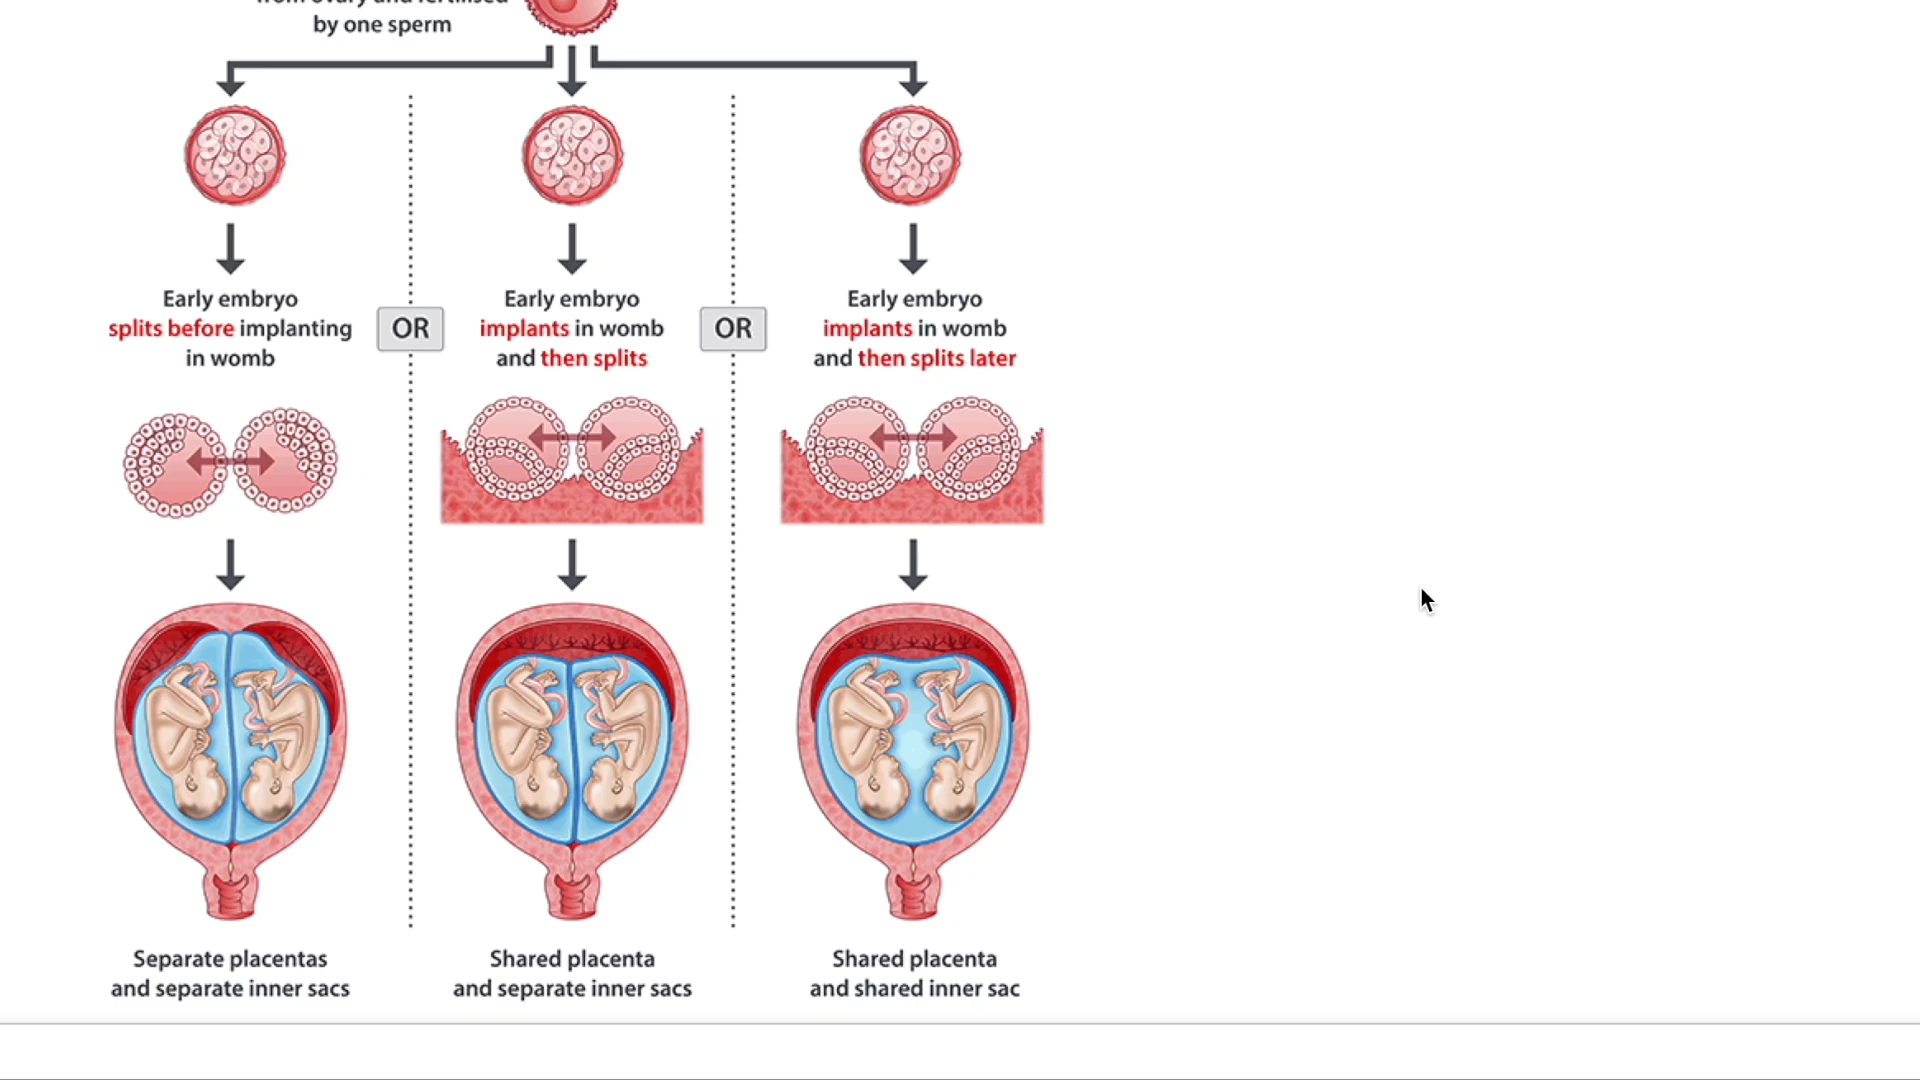 by one sperm
Early embryo
splits before implanting
in womb
OR
Early embryo
implants in womb
and then splits
OR
Early embryo
implants in womb
and then splits later
Separate placentas
and separate inner sacs
Shared placenta
and separate inner sacs
Shared placenta
and shared inner sac